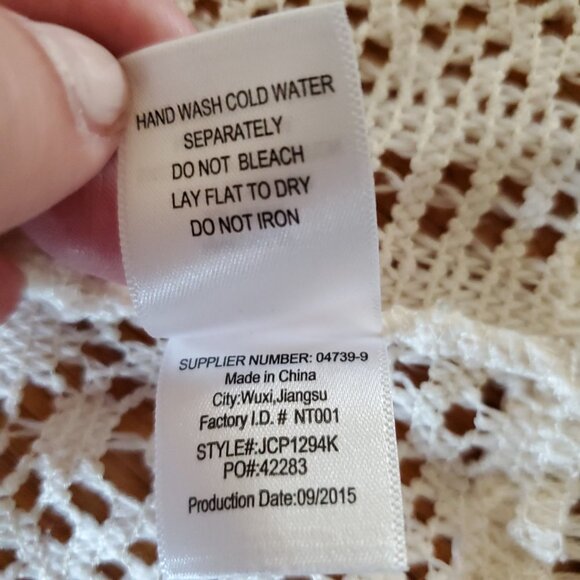 HAND WASH COLD WATER
SEPARATELY
DO NOT BLEACH
LAY FLAT TO DRY
DO NOT IRON
SUPPLIER NUMBER: 04739-9
Made in China
City:Wuxi,Jiangsu
Factory I.D. # NT001
STYLE#:JCP1294K
PO#:42283
Production Date:09/2015